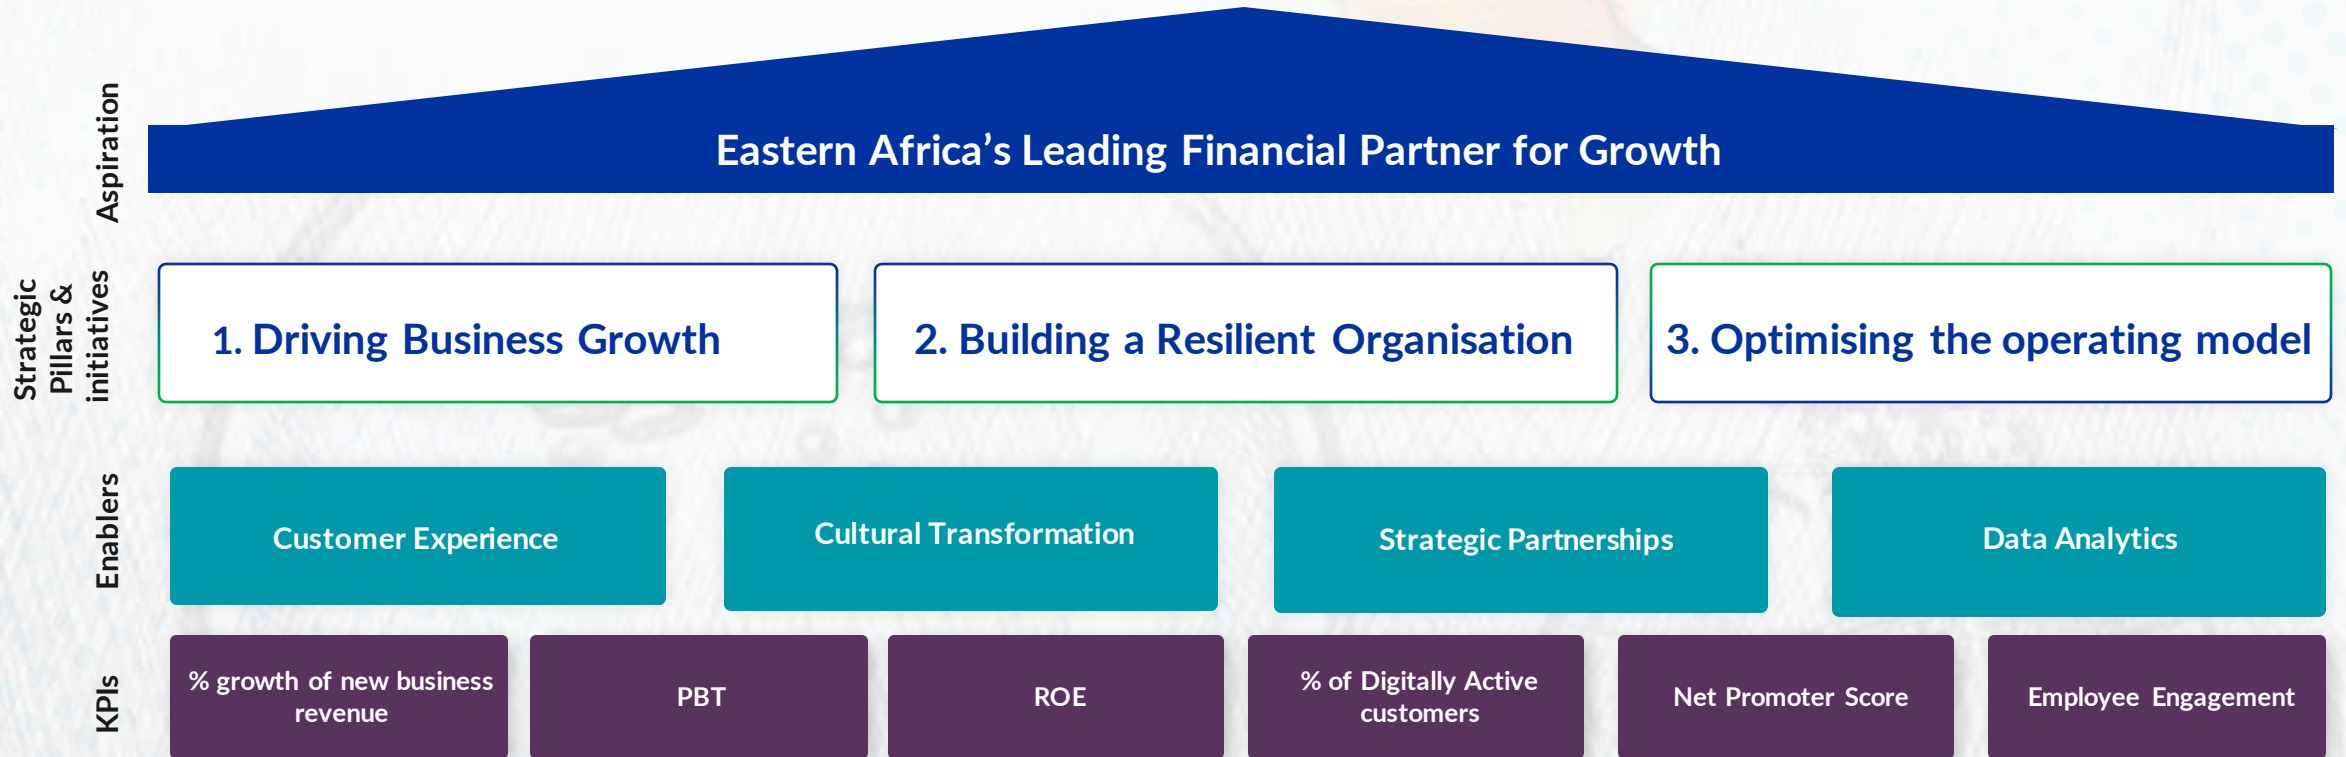 Aspiration
Eastern Africa’s Leading Financial Partner for Growth
Strategic
Pillars &
initiatives
1. Driving Business Growth
2. Building a Resilient Organisation
3. Optimising the operating model
Enablers
Customer Experience
Cultural Transformation
Strategic Partnerships
Data Analytics
KPIs
% growth of new business
revenue
PBT
ROE
% of Digitally Active
customers
Net Promoter Score
Employee Engagement